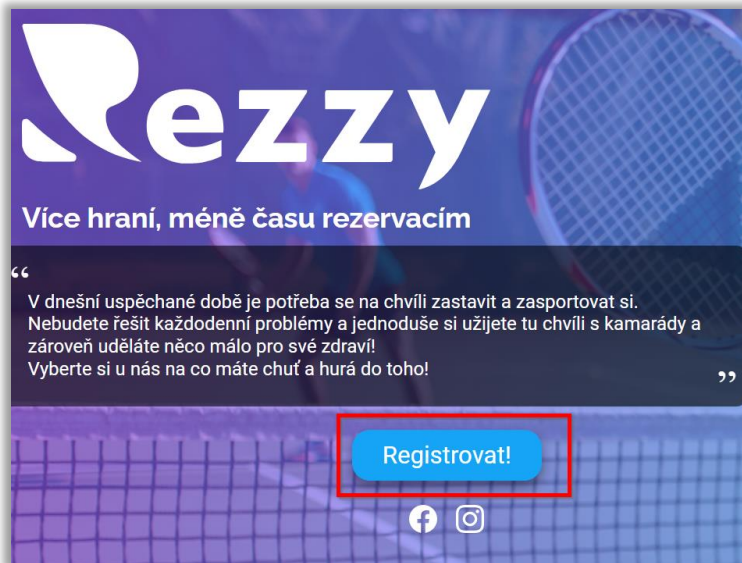 Rezzy
Více hraní, méně času rezervacím
“
V dnešní uspěchané době je potřeba se na chvíli zastavit a zasportovat si.
Nebudete řešit každodenní problémy a jednoduše si užijete tu chvíli s kamarády a
zároveň uděláte něco málo pro své zdraví!
Vyberte si u nás na co máte chuť a hurá do toho!
”
Registrovat!